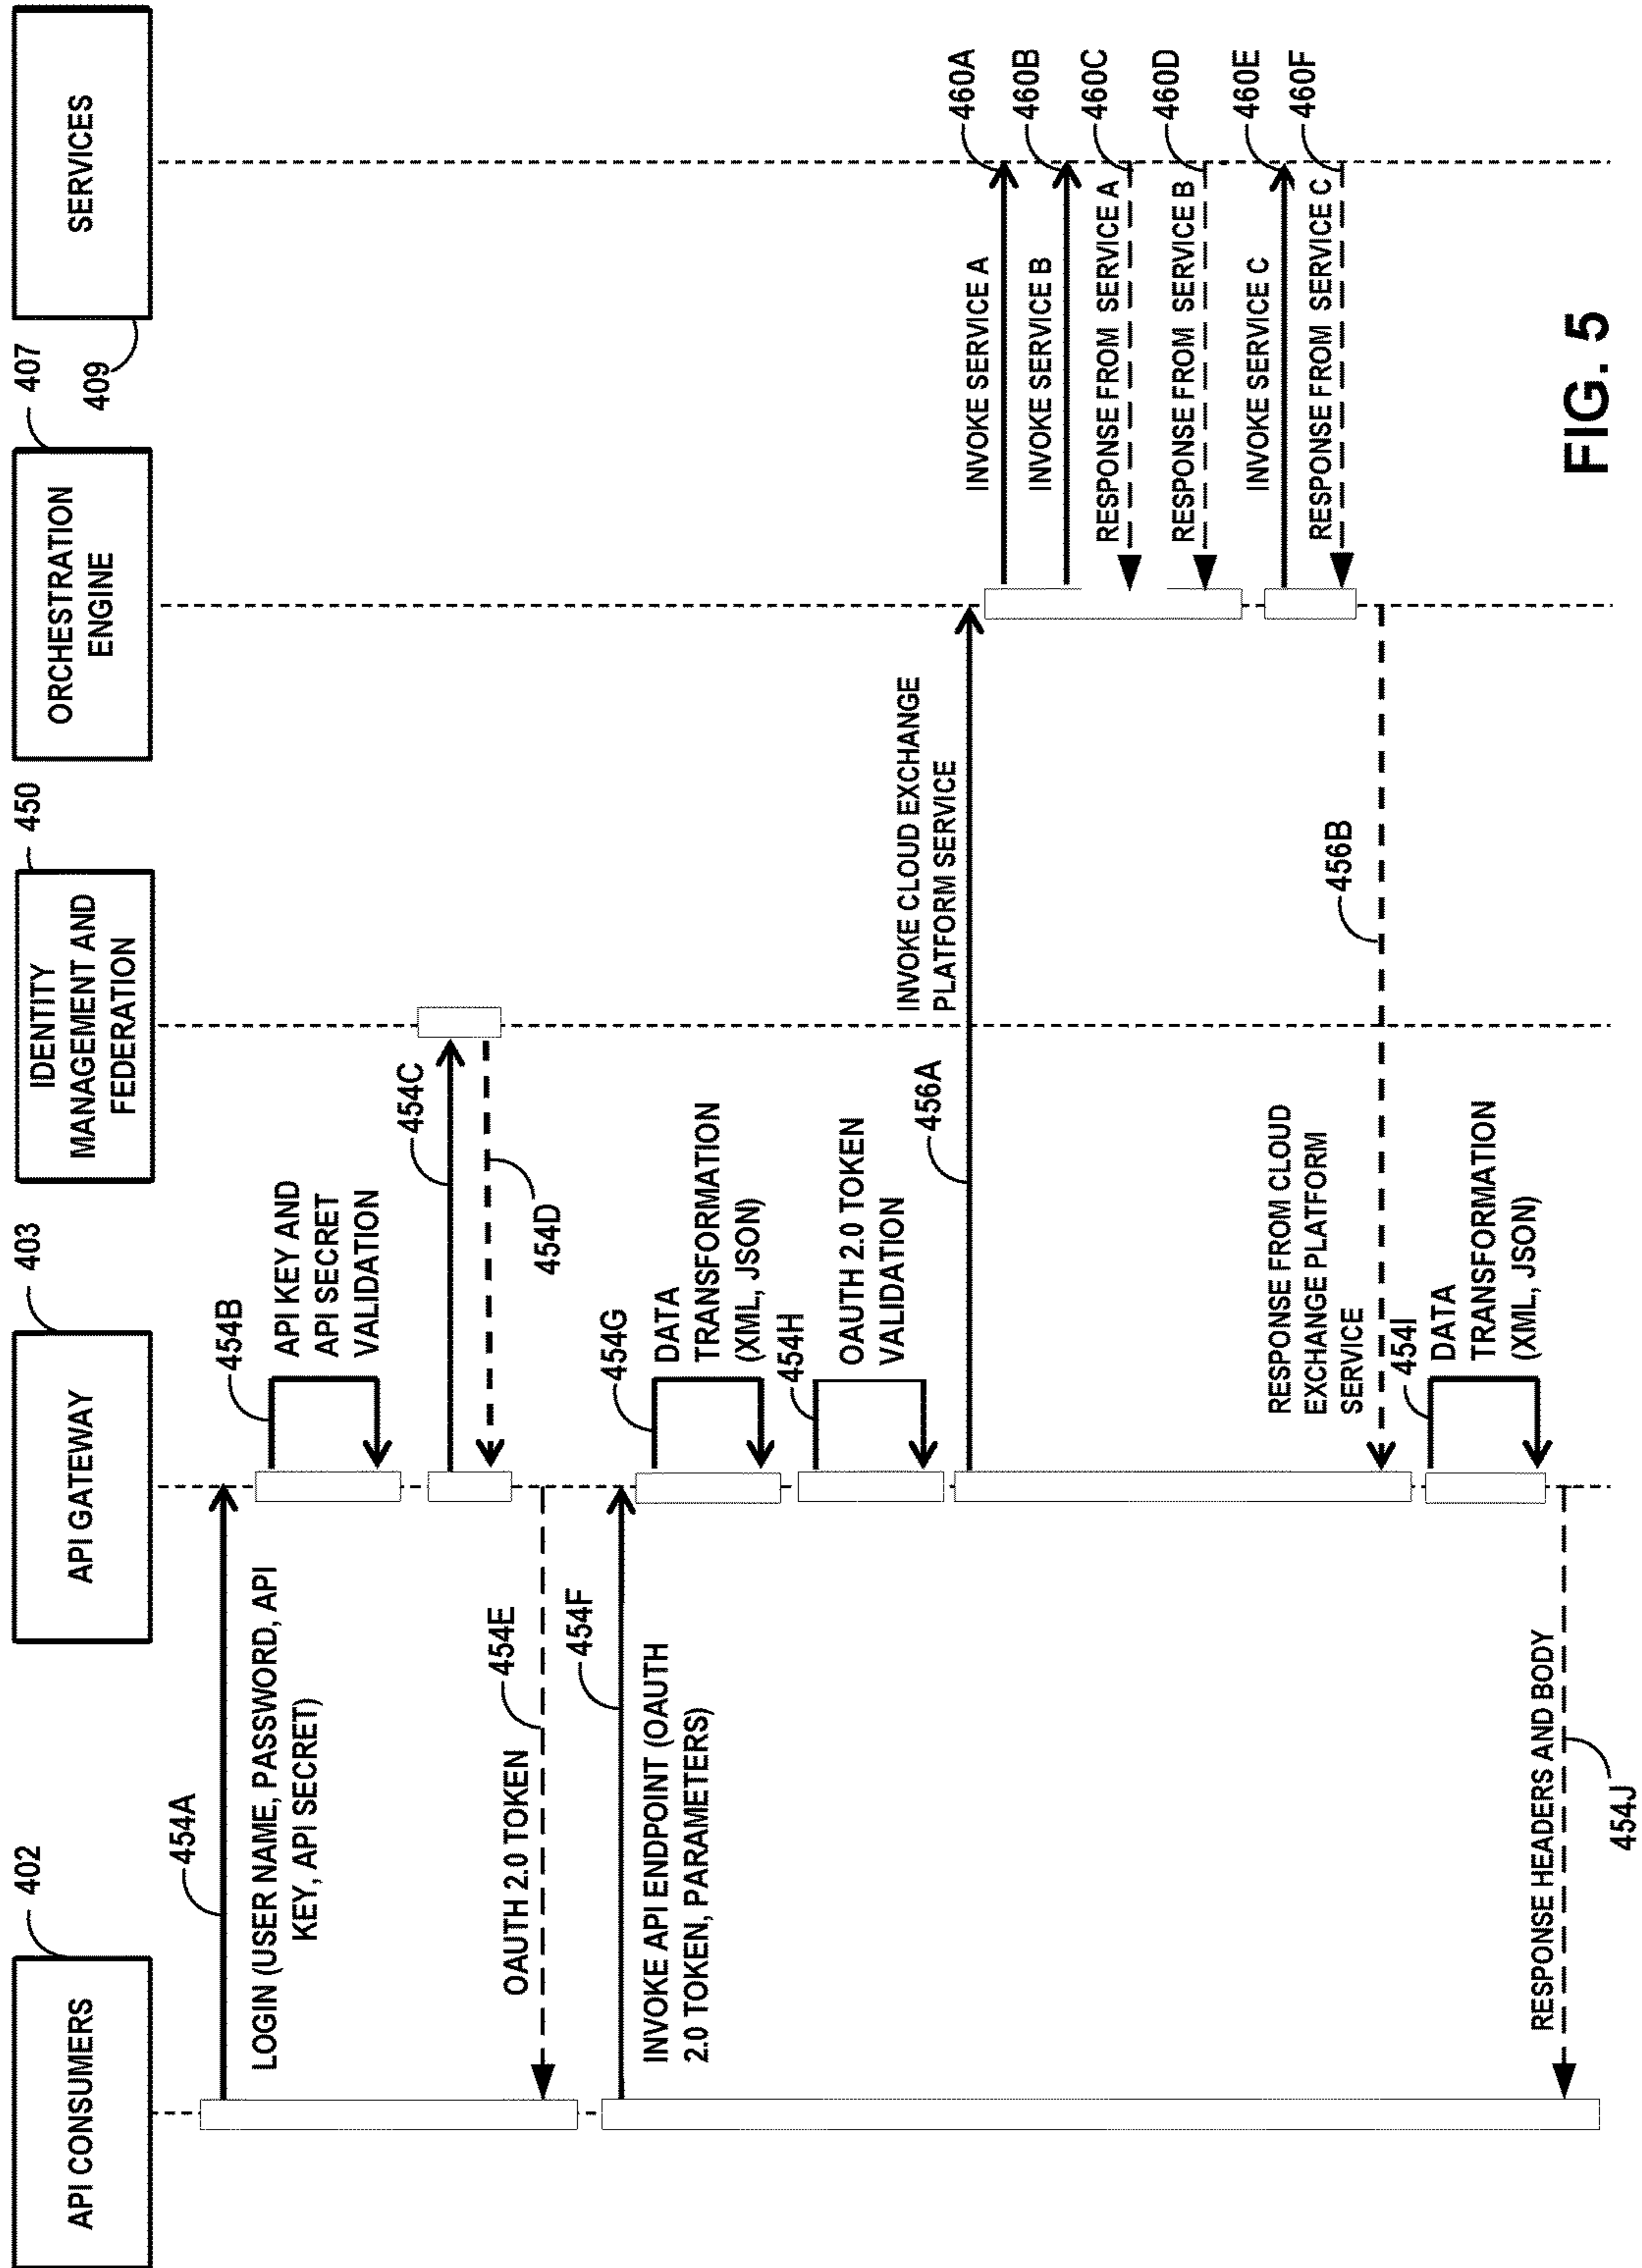 API CONSUMERS
402
API GATEWAY
403
IDENTITY
MANAGEMENT AND
FEDERATION
450
ORCHESTRATION
ENGINE
407
SERVICES
409
454A
LOGIN (USER NAME, PASSWORD, API
KEY, API SECRET)
454B
API KEY AND
API SECRET
VALIDATION
454C
454D
454E
OAUTH 2.0 TOKEN
454F
INVOKE API ENDPOINT (OAUTH
2.0 TOKEN, PARAMETERS)
454G
DATA
TRANSFORMATION
(XML, JSON)
454H
OAUTH 2.0 TOKEN
VALIDATION
456A
INVOKE CLOUD EXCHANGE
PLATFORM SERVICE
INVOKE SERVICE A
460A
INVOKE SERVICE B
460B
RESPONSE FROM SERVICE A
460C
RESPONSE FROM SERVICE B
460D
INVOKE SERVICE C
460E
RESPONSE FROM SERVICE C
460F
456B
RESPONSE FROM CLOUD
EXCHANGE PLATFORM
SERVICE
454I
DATA
TRANSFORMATION
(XML, JSON)
RESPONSE HEADERS AND BODY
454J
FIG. 5